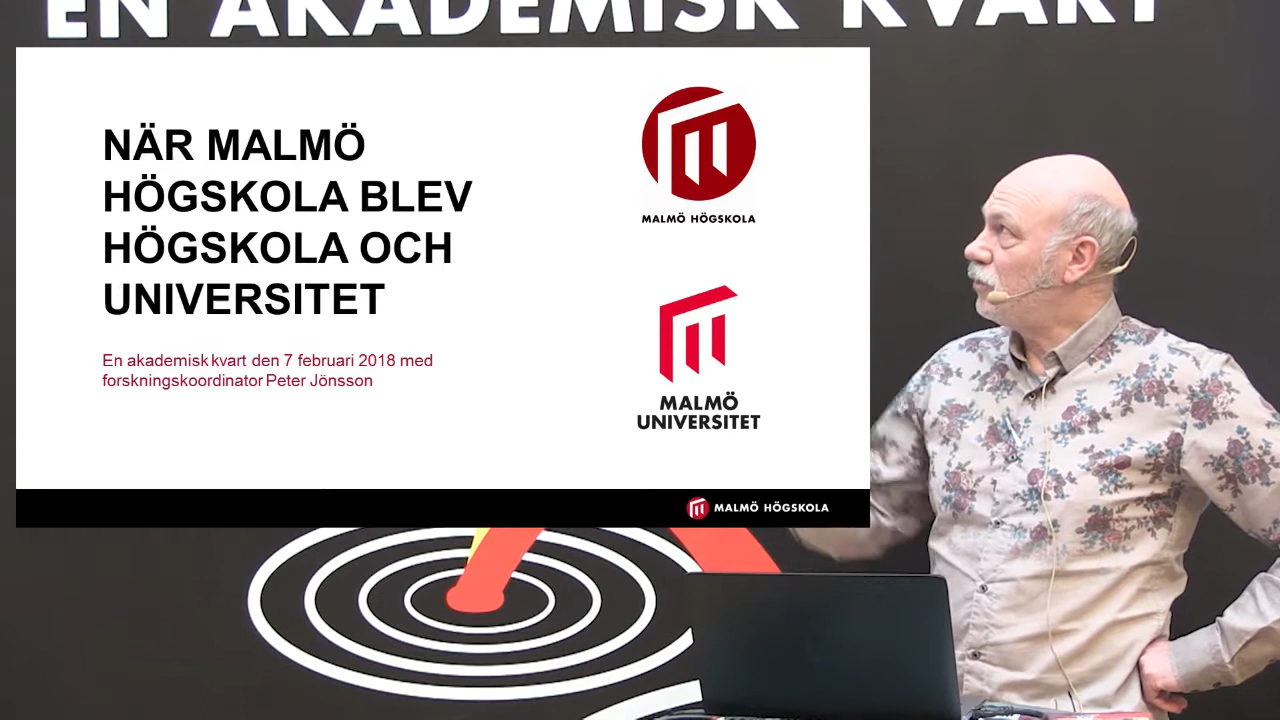 EN AKADEMISK KVART
NÄR MALMÖ
HÖGSKOLA BLEV
HÖGSKOLA OCH
UNIVERSITET
En akademisk kvart den 7 februari 2018 med
forskningskoordinator Peter Jönsson
MALMÖ HÖGSKOLA
MALMÖ
UNIVERSITET
MALMÖ HÖGSKOLA